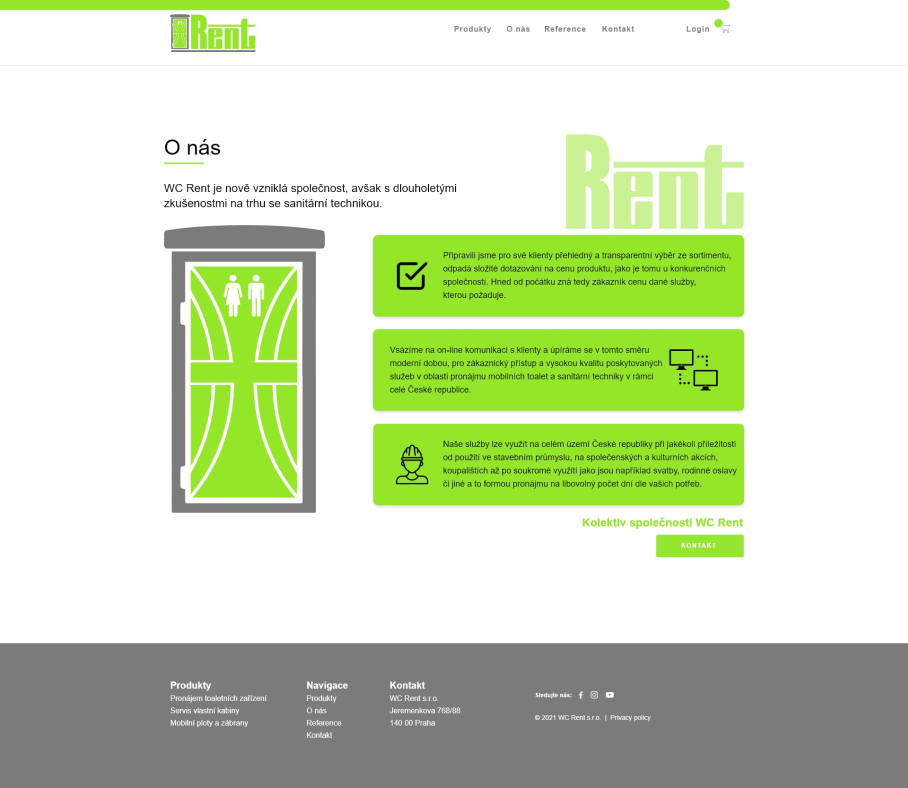 Rent
Produkty O nás Reference Kontakt Login
O nás
Rent
WC Rent je nově vzniklá společnost, avšak s dlouholetými
zkušenostmi na trhu se sanitární technikou.
Připravili jsme pro své klienty přehledný a transparentní výběr ze sortimentu,
odpadá složité dotazování na cenu produktu, jako je tomu u konkurenčních
společností. Hned od počátku zná tedy zákazník cenu dané služby,
kterou požaduje.
Vsázíme na on-line komunikaci s klienty a úpíráme se v tomto směru
moderní dobou, pro zákaznický přístup a vysokou kvalitu poskytovaných
služeb v oblasti pronájmu mobilních toalet a sanitární techniky v rámci
celé České republice.
Naše služby lze využít na celém území České republiky při jakékoli příležitosti
od použití ve stavebním průmyslu, na společenských a kulturních akcích,
koupalištích až po soukromé využití jako jsou například svatby, rodinné oslavy
či jiné a to formou pronájmu na libovolný počet dní dle vašich potřeb.
Kolektiv společnosti WC Rent
KONTAKT
Produkty
Pronájem toaletních zařízení
Servis vlastní kabiny
Mobilní ploty a zábrany
Navigace
Produkty
O nás
Reference
Kontakt
Kontakt
WC Rent s.r.o.
Jeremenkova 768/88
140 00 Praha
Sledujte nás:
© 2021 WC Rent s.r.o. | Privacy policy